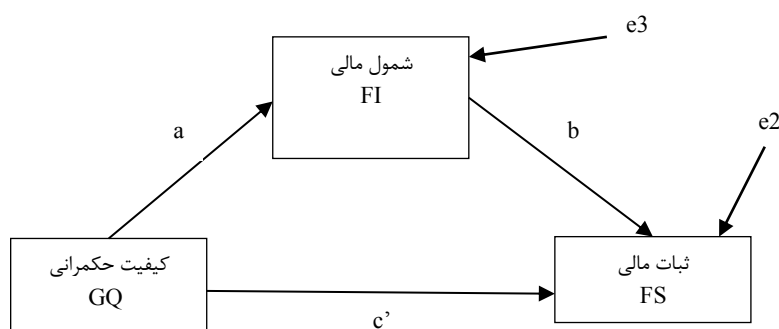 e3
شمول مالی
FI
a
b
e2
کیفیت حکمرانی
GQ
ثبات مالی
FS
c’